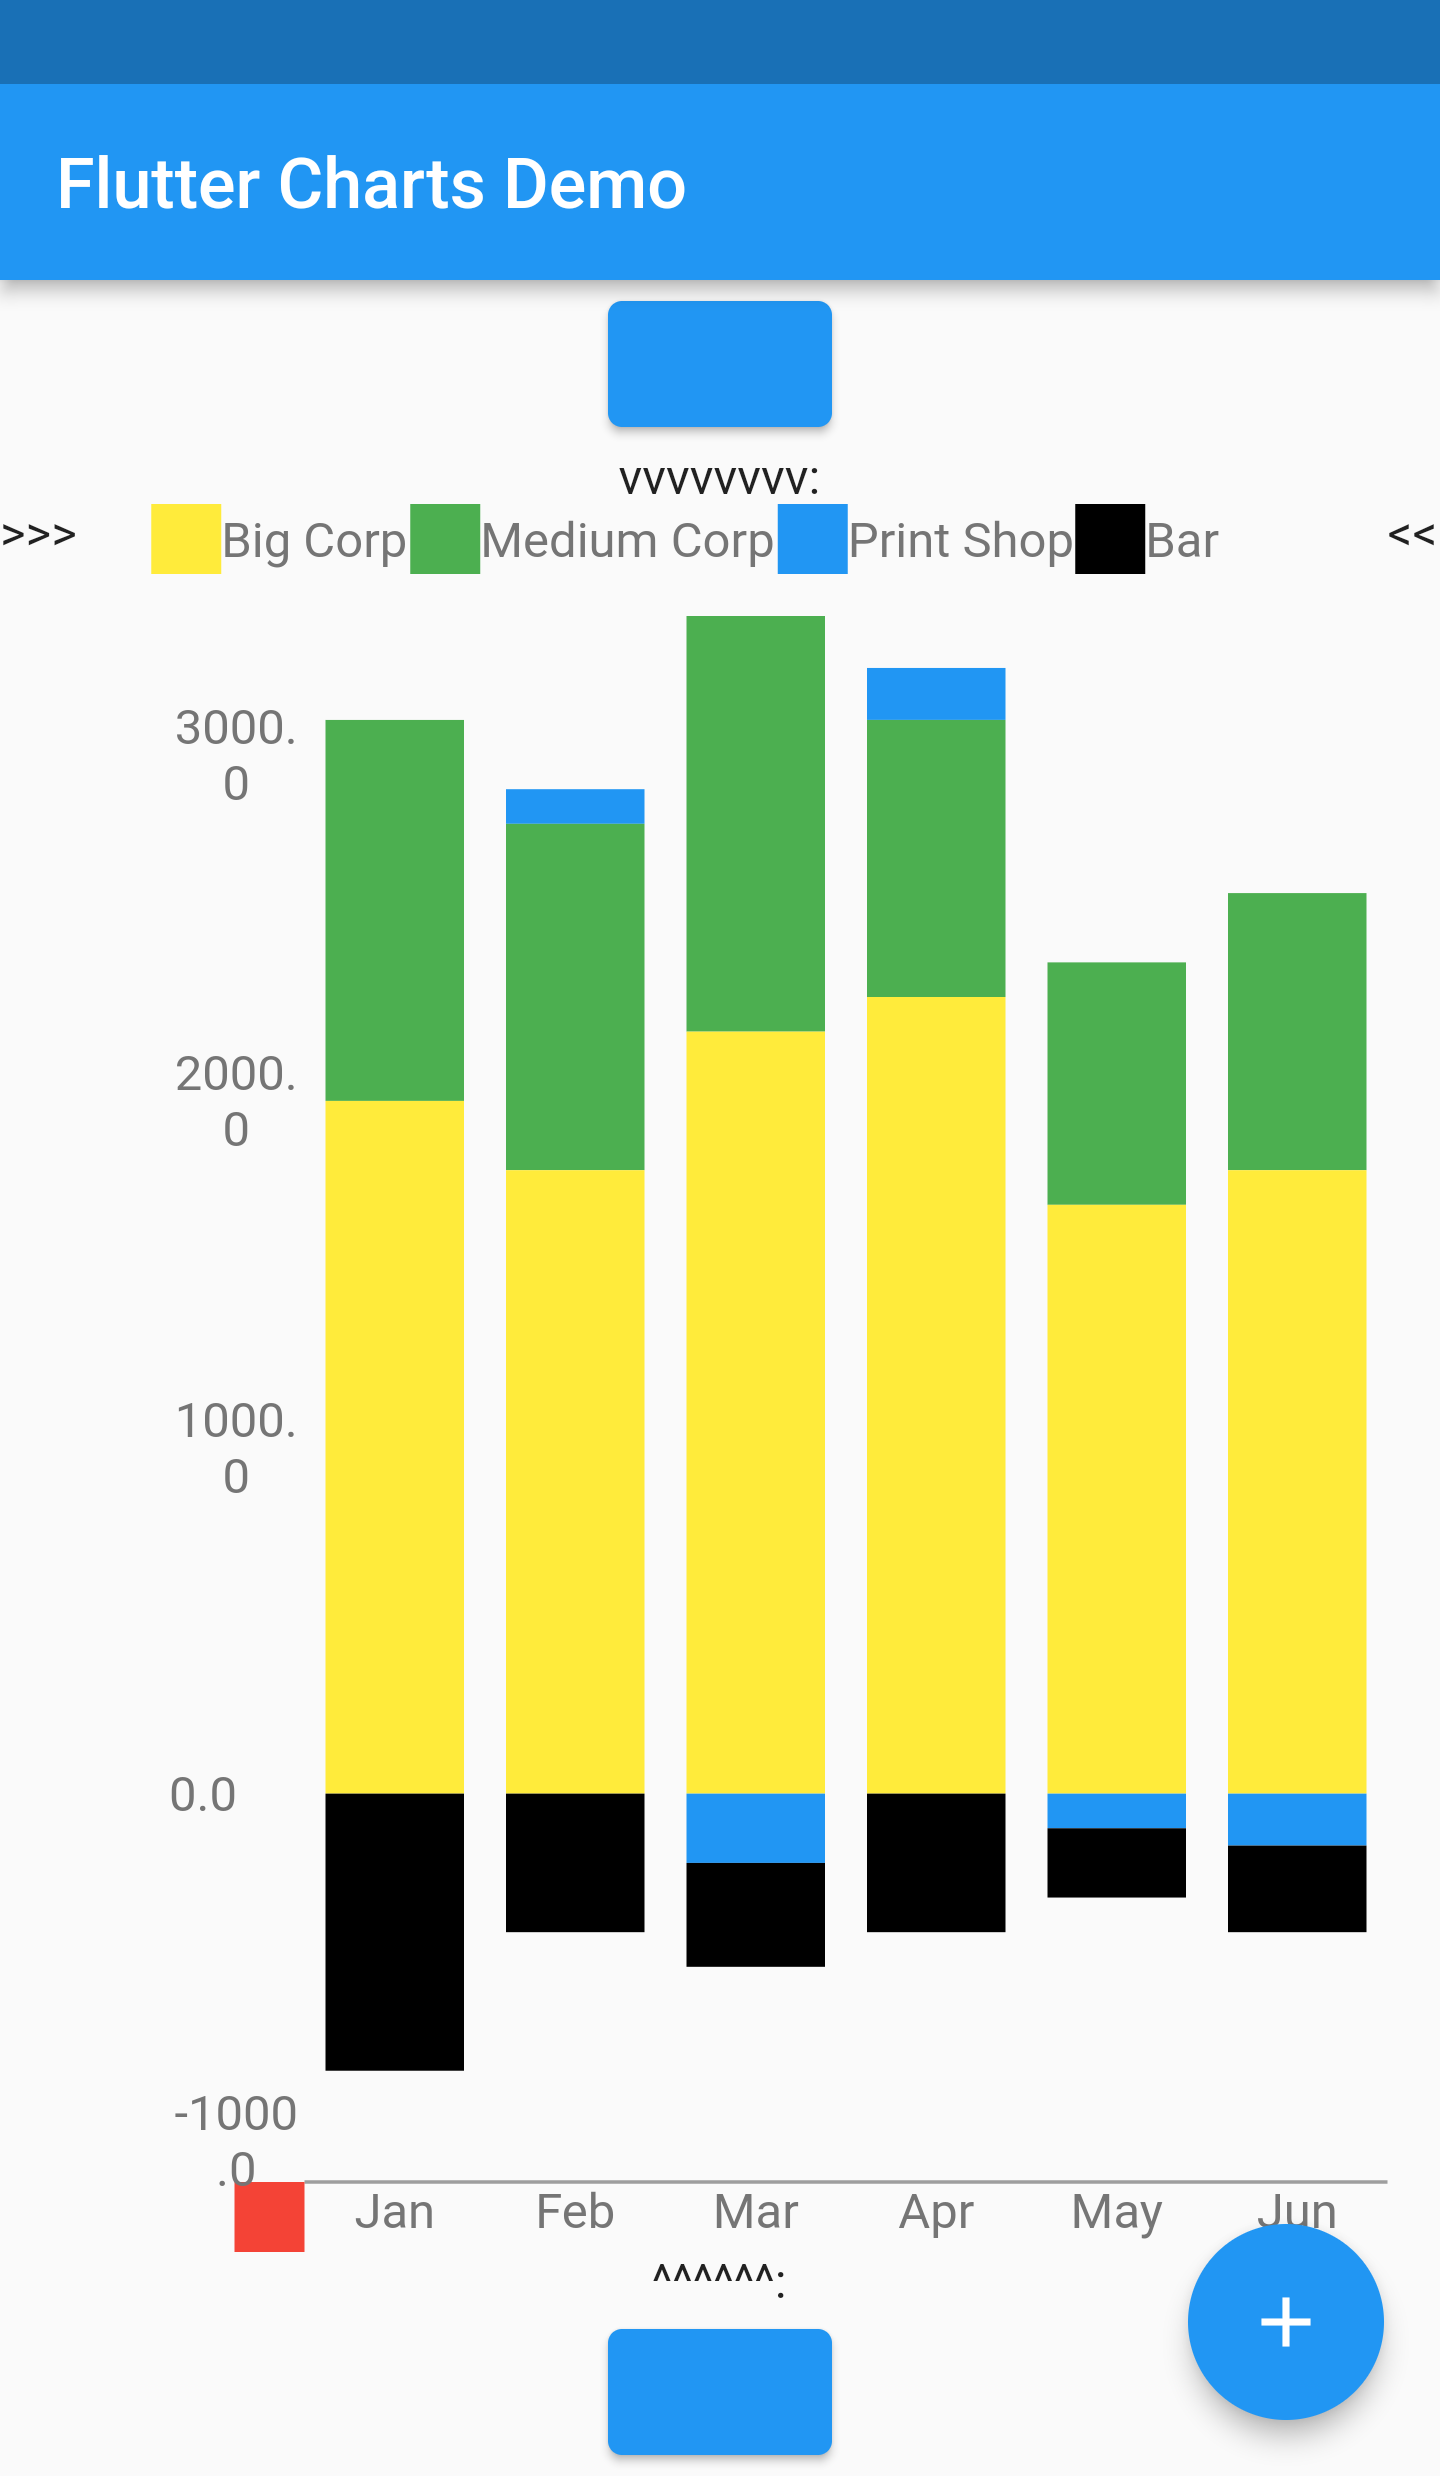 Flutter Charts Demo
vvvvvvvv:
>>> Big Corp Medium Corp Print Shop Bar <<
3000.
0
2000.
0
1000.
0
0.0
-1000
.0
Jan Feb Mar Apr May Jun
^^^^^^:
+